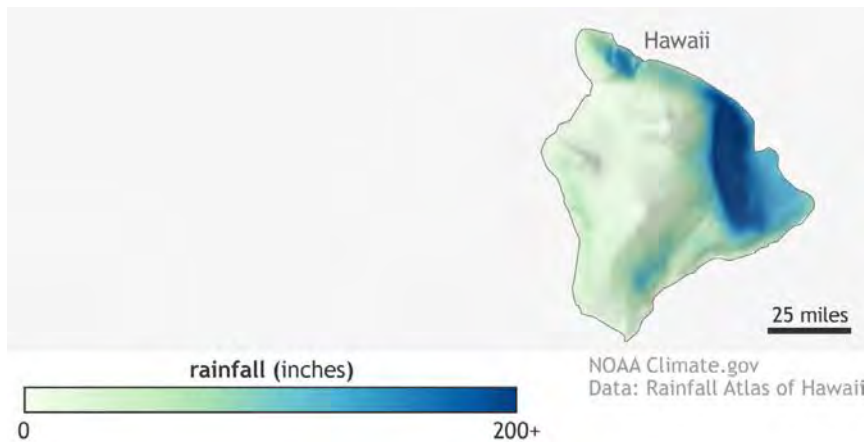 Hawaii
25 miles
rainfall (inches)
0
200+
NOAA Climate.gov
Data: Rainfall Atlas of Hawaii